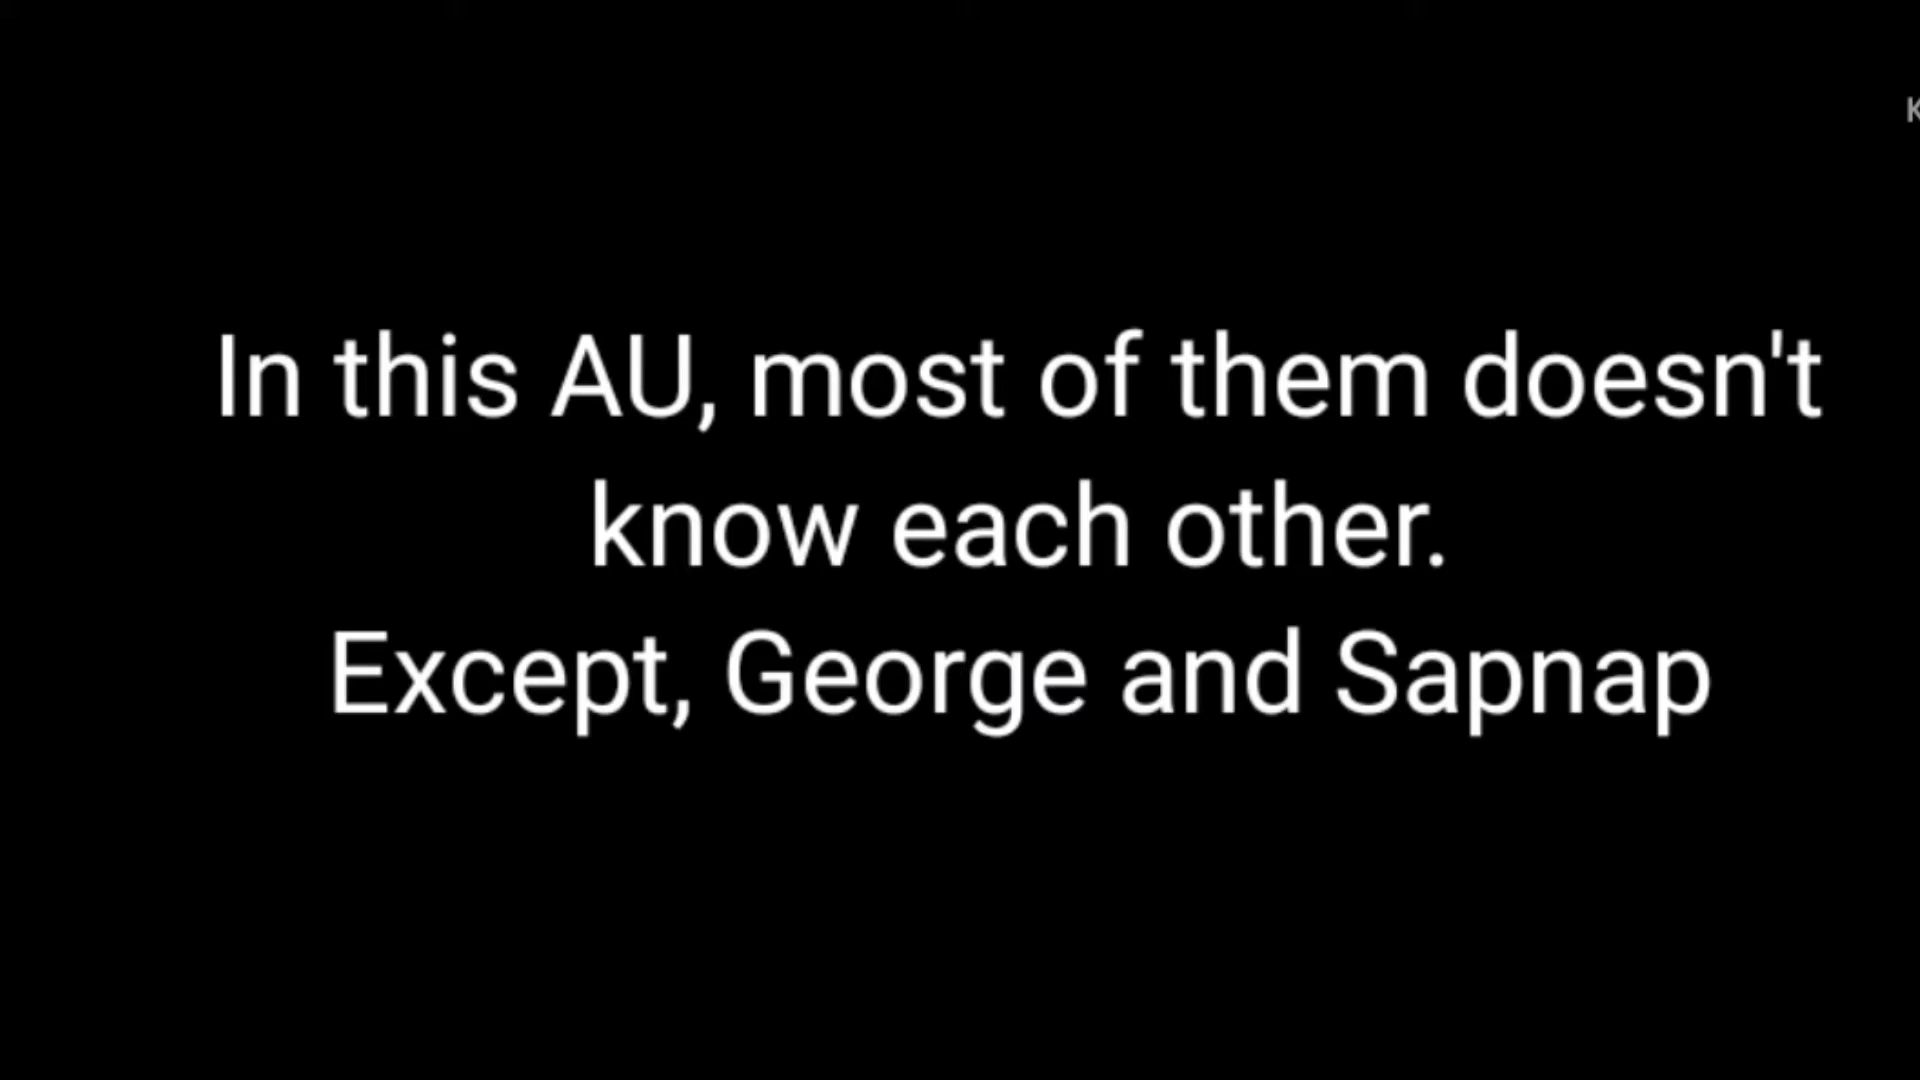 In this AU, most of them doesn't
know each other.
Except, George and Sapnap